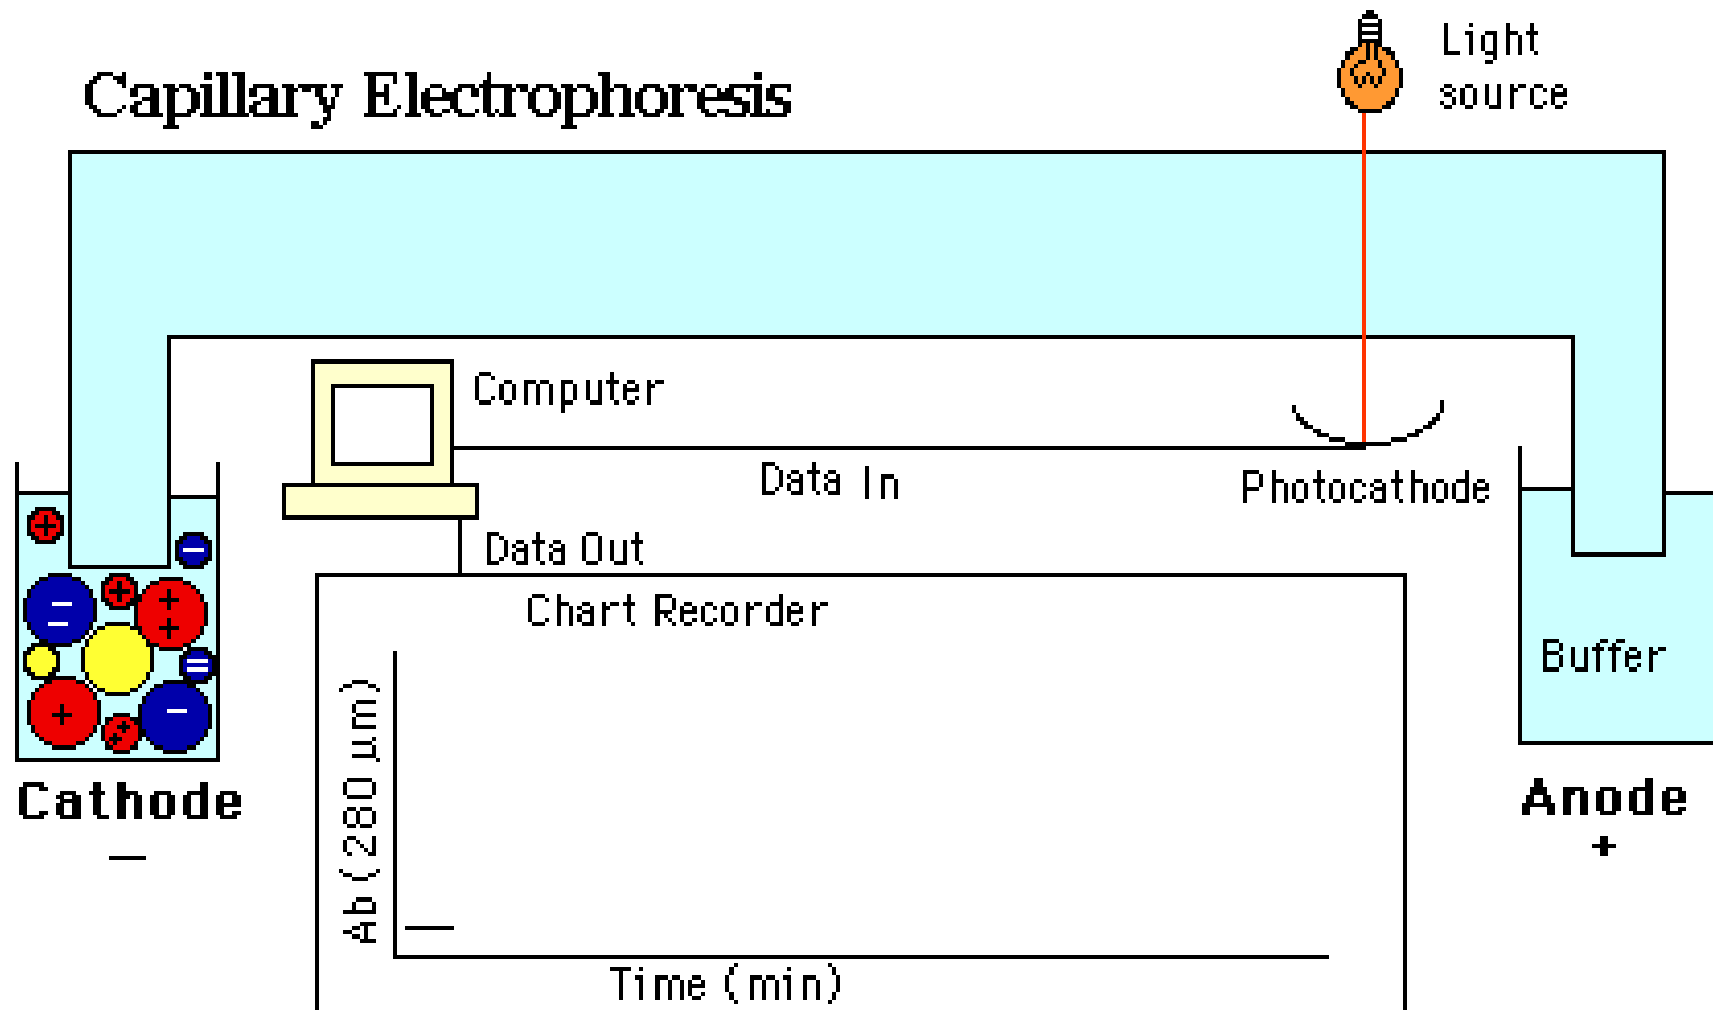 Capillary Electrophoresis
Light
source
Computer
Data In
Photocathode
Data Out
Chart Recorder
Ab (280 µm)
Time (min)
+
−
+
−
−
+
+
+
=
+
−
+
+
Buffer
Cathode
−
Anode
+